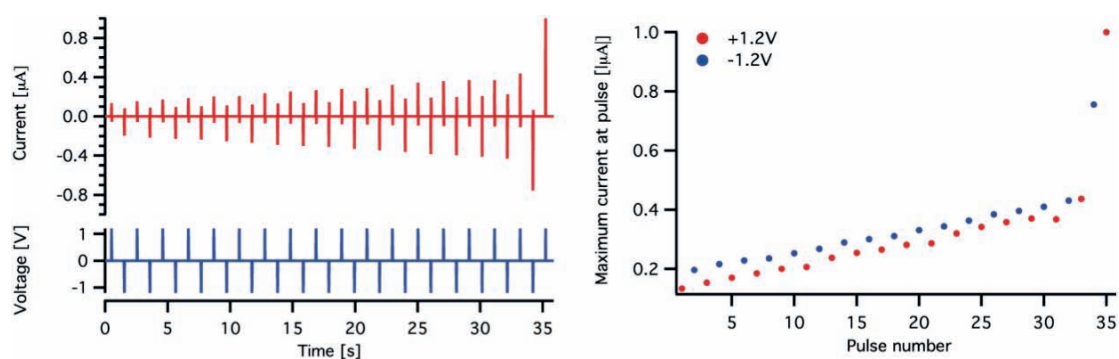 Current [µA]
0.8
0.4
0.0
-0.4
-0.8
Voltage [V]
1
0
-1
0 5 10 15 20 25 30 35
Time [s]
Maximum current at pulse [|µA|]
1.0
0.8
0.6
0.4
0.2
+1.2V
-1.2V
5 10 15 20 25 30 35
Pulse number